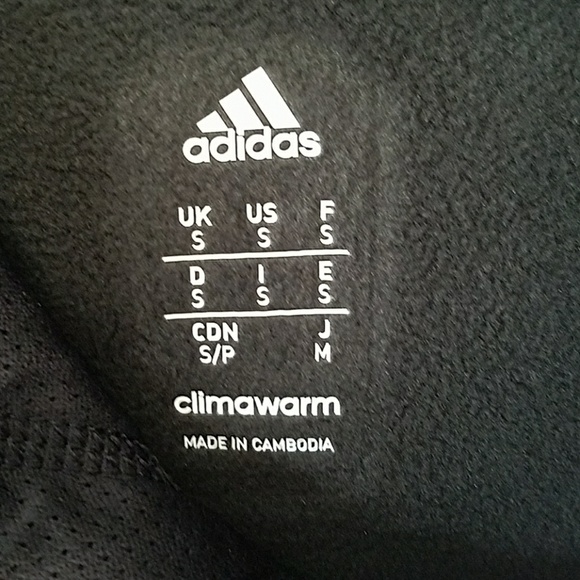 adidas
UK US F
S S S
D I E
S S S
CDN J
S/P M
climawarm
MADE IN CAMBODIA